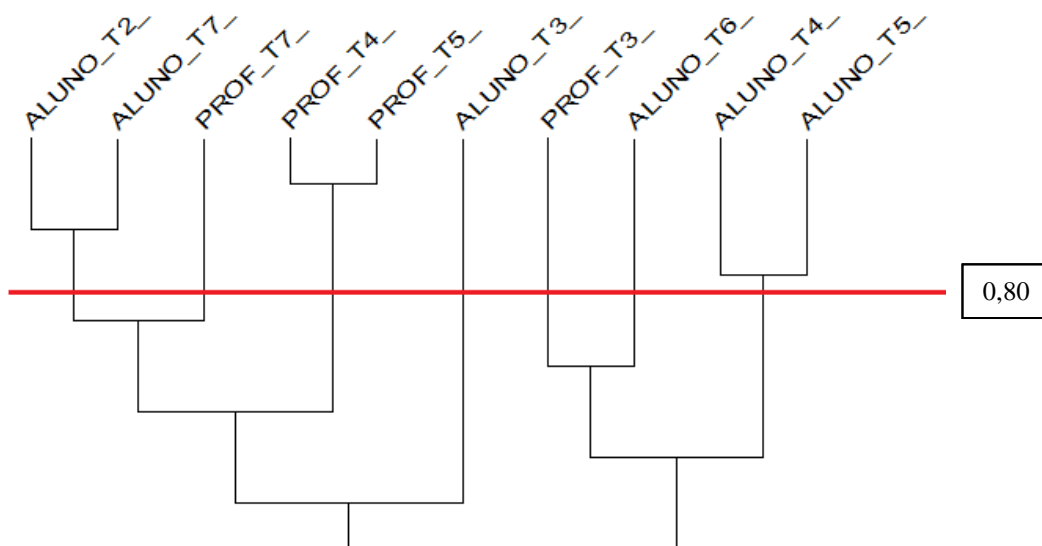 ALUNO_T2_
ALUNO_T7_
PROF_T7_
PROF_T4_
PROF_T5_
ALUNO_T3_
PROF_T3_
ALUNO_T6_
ALUNO_T4_
ALUNO_T5_
0,80